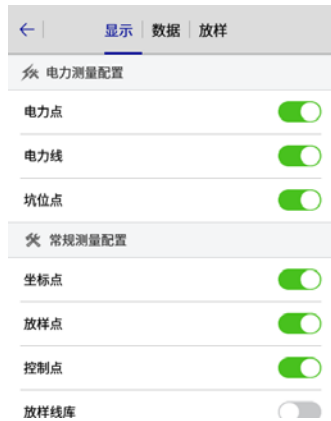 显示 数据 放样
电力测量配置
电力点
电力线
坑位点
常规测量配置
坐标点
放样点
控制点
放样线库